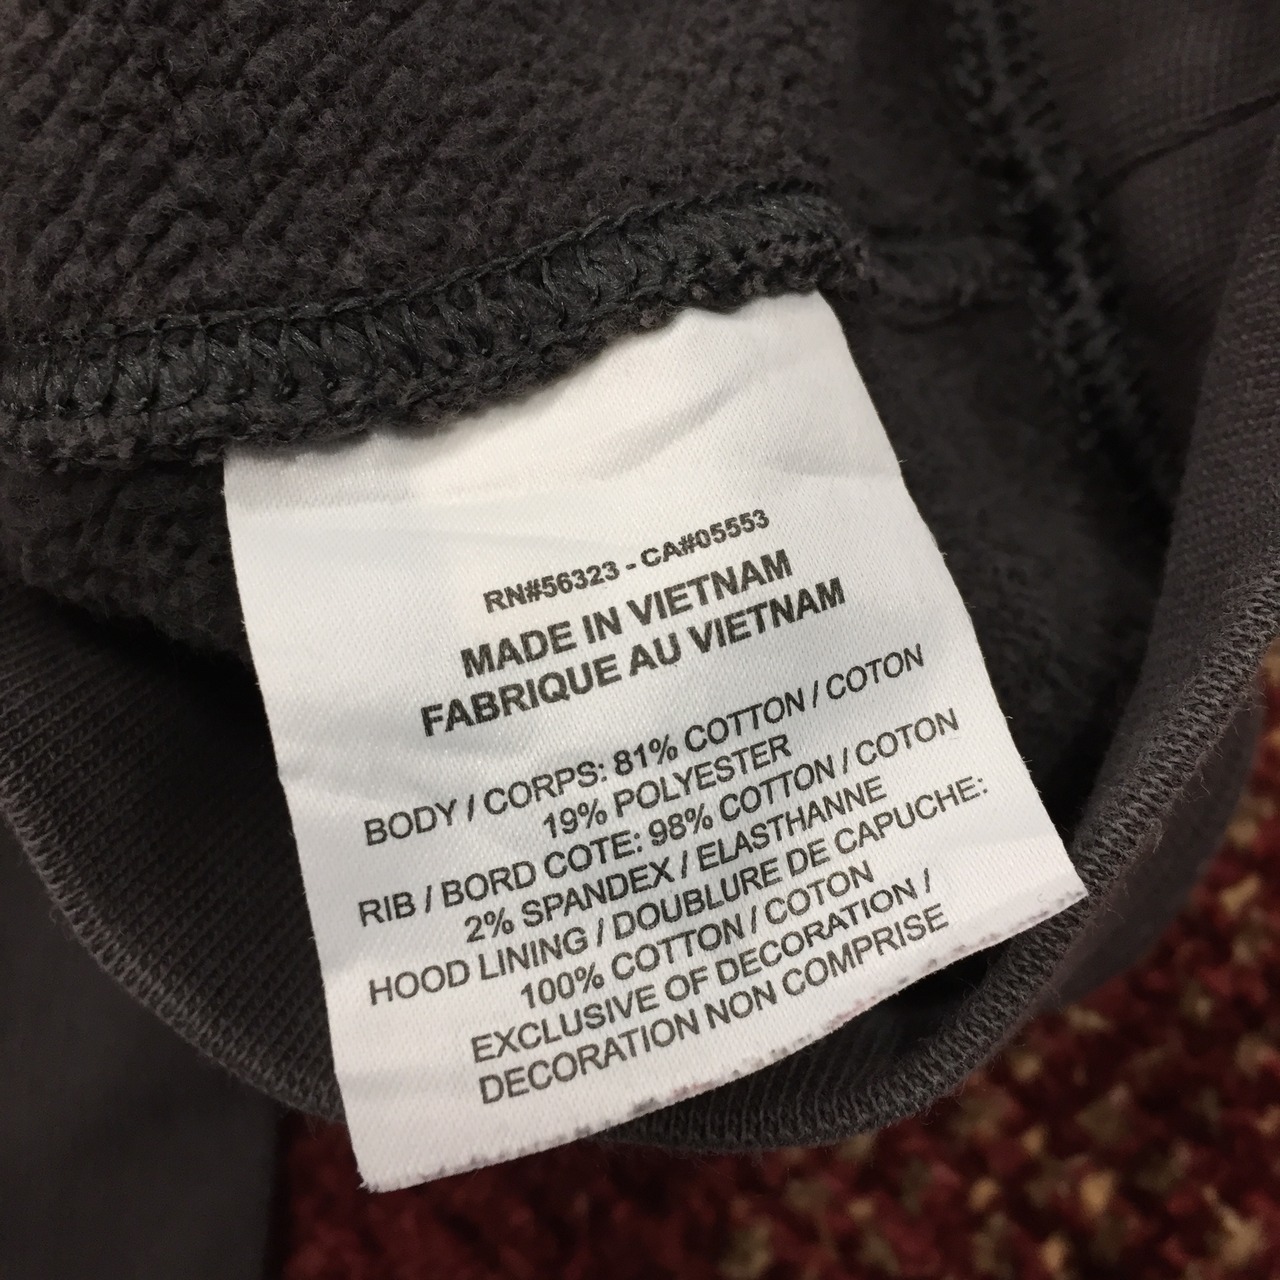 RN#56323 - CA#05553
MADE IN VIETNAM
FABRIQUE AU VIETNAM
BODY / CORPS: 81% COTTON / COTON
19% POLYESTER
RIB / BORD COTE: 98% COTTON / COTON
2% SPANDEX / ELASTHANNE
HOOD LINING / DOUBLURE DE CAPUCHE:
100% COTTON / COTON
EXCLUSIVE OF DECORATION /
DECORATION NON COMPRISE